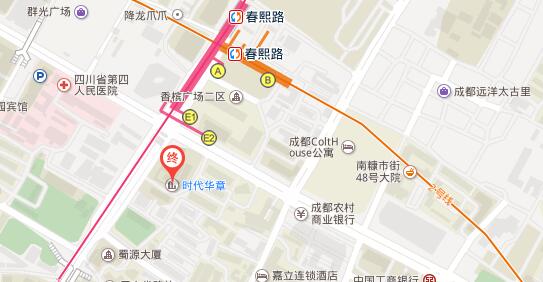 群光广场
降龙爪爪
春熙路
春熙路
P
四川省第四
人民医院
A
B
香槟广场二区
成都远洋太古里
宾馆
E1
E2
成都ColtH
ouse公寓
终
时代华章
南糠市街
48号大院
2号线
成都农村
商业银行
蜀源大厦
嘉立连锁酒店
中国工商银行